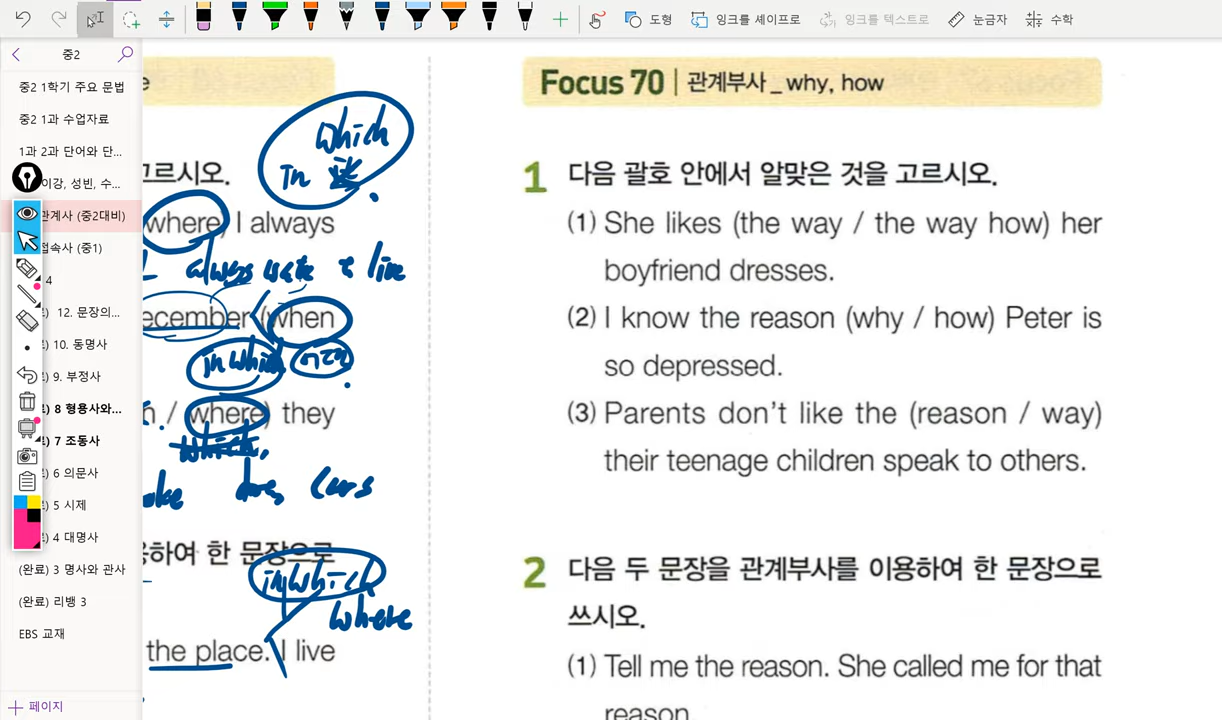 도형
잉크를 셰이프로
잉크를 텍스트로
눈금자
수학
중2
중2 1학기 주요 문법
중2 1과 수업자료
1과 2과 단어와 단...
이강, 성빈, 수...
관계사 (중2대비)
접속사 (중1)
4
료) 12. 문장의...
료) 10. 동명사
료) 9. 부정사
료) 8 형용사와...
료) 7 조동사
료) 6 의문사
료) 5 시제
료) 4 대명사
(완료) 3 명사와 관사
(완료) 리뱅 3
EBS 교재
페이지
e
which
in
고르시오.
where) I always
always
live
ecember (when
in which
/ where) they
which.
cars
하여 한 문장으로
in which
where
the place. I live
Focus 70 | 관계부사 _ why, how
1 다음 괄호 안에서 알맞은 것을 고르시오.
(1) She likes (the way / the way how) her
boyfriend dresses.
(2) I know the reason (why / how) Peter is
so depressed.
(3) Parents don't like the (reason / way)
their teenage children speak to others.
2 다음 두 문장을 관계부사를 이용하여 한 문장으로
쓰시오.
(1) Tell me the reason. She called me for that
reason.